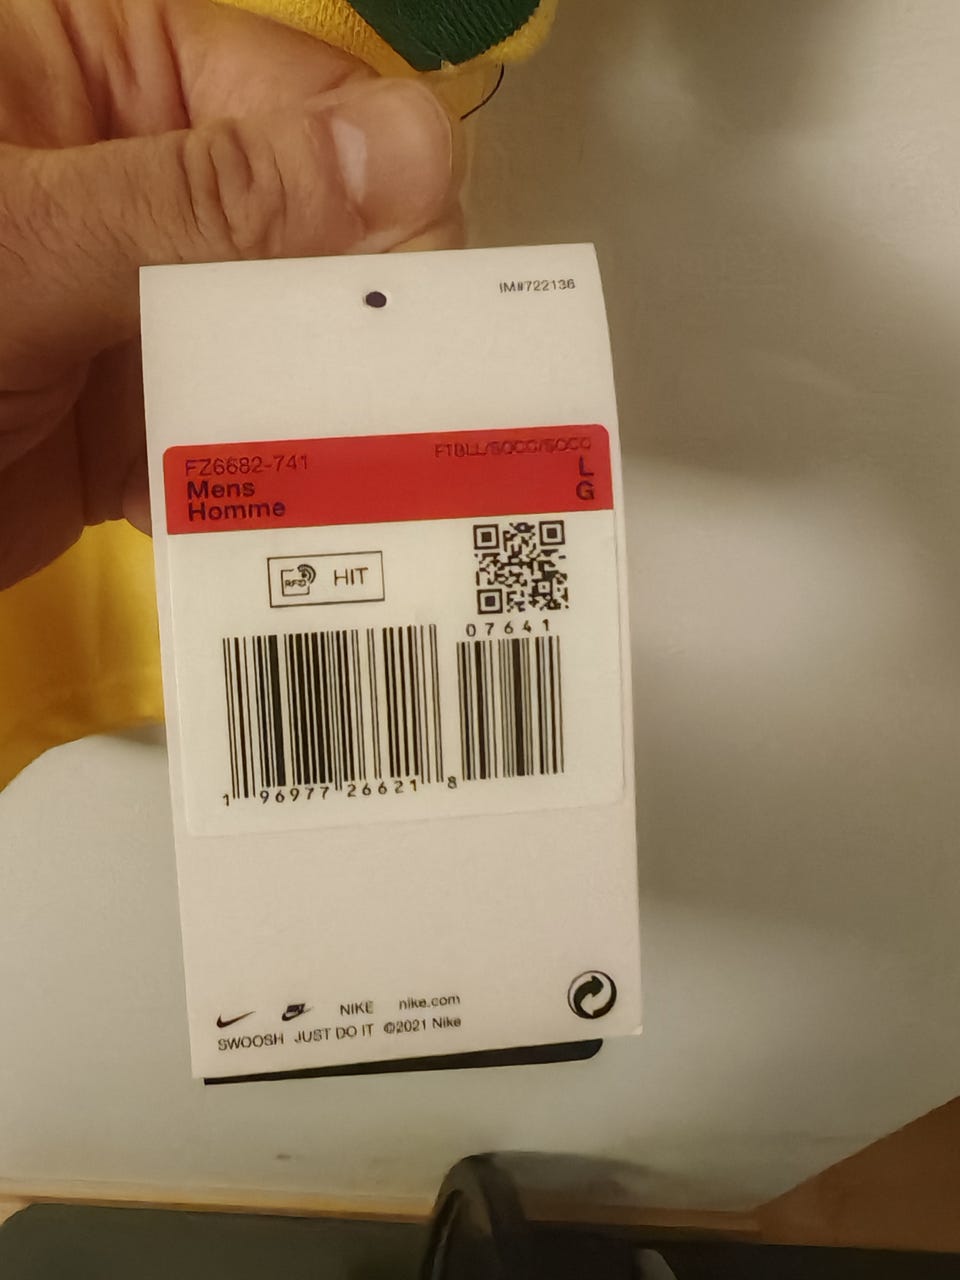 IM#722136
FZ6682-741
FTBLL/SOCC/SOCC
Mens
L
Homme
G
RFID HIT
07641
1 96977 26621 8
NIKE nike.com
SWOOSH JUST DO IT ©2021 Nike